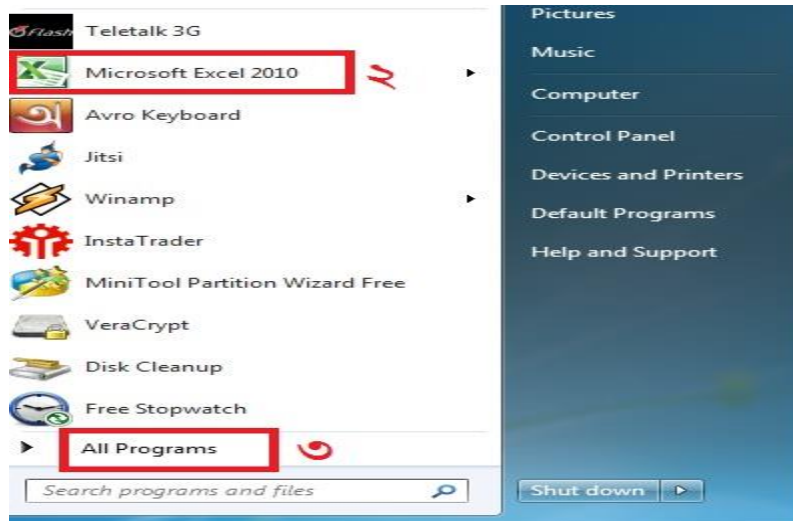 Flash Teletalk 3G
Microsoft Excel 2010 ২
Avro Keyboard
Jitsi
Winamp
InstaTrader
MiniTool Partition Wizard Free
VeraCrypt
Disk Cleanup
Free Stopwatch
All Programs ৩
Search programs and files
Pictures
Music
Computer
Control Panel
Devices and Printers
Default Programs
Help and Support
Shut down